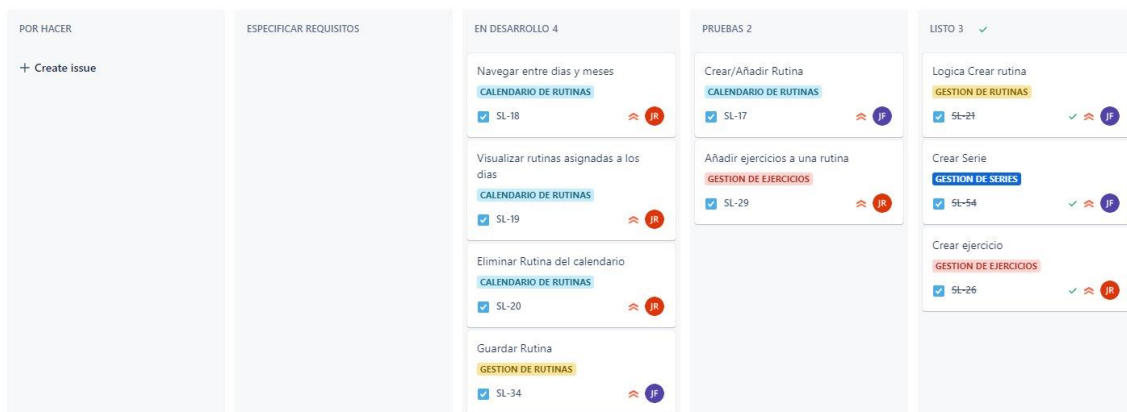 POR HACER
+ Create issue
ESPECIFICAR REQUISITOS
EN DESARROLLO 4
Navegar entre dias y meses
CALENDARIO DE RUTINAS
SL-18
JR
Visualizar rutinas asignadas a los
dias
CALENDARIO DE RUTINAS
SL-19
JR
Eliminar Rutina del calendario
CALENDARIO DE RUTINAS
SL-20
JR
Guardar Rutina
GESTION DE RUTINAS
SL-34
JF
PRUEBAS 2
Crear/Añadir Rutina
CALENDARIO DE RUTINAS
SL-17
JF
Añadir ejercicios a una rutina
GESTION DE EJERCICIOS
SL-29
JR
LISTO 3
Logica Crear rutina
GESTION DE RUTINAS
SL-21
JF
Crear Serie
GESTION DE SERIES
SL-54
JF
Crear ejercicio
GESTION DE EJERCICIOS
SL-26
JR